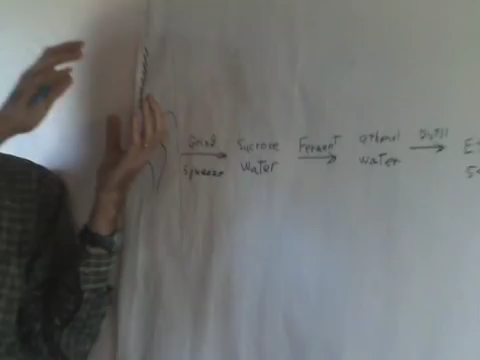 Grind
squeeze
Sucrose
water
Ferment
ethanol
water
Distill